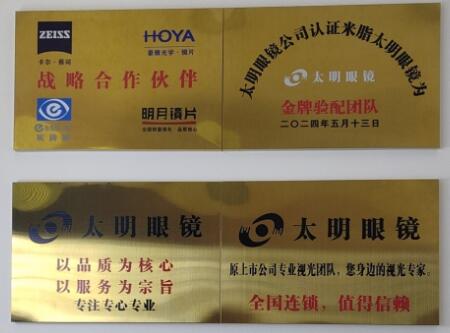 ZEISS
卡尔·蔡司
HOYA
豪雅光学·镜片
战略合作伙伴
明月镜片
太明眼镜公司认证米脂太明眼镜为
太明眼镜
金牌验配团队
二〇二四年五月十三日
太明眼镜
以品质为核心
以服务为宗旨
专注专心专业
太明眼镜
原上市公司专业视光团队，您身边的视光专家。
全国连锁，值得信赖